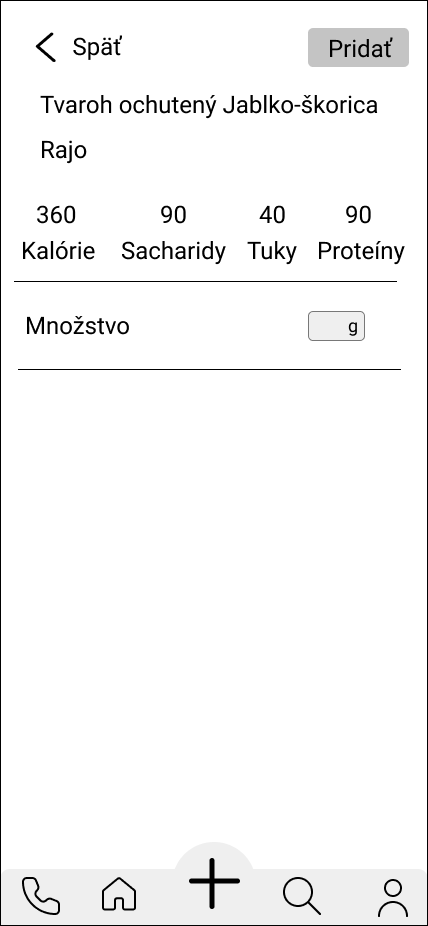 Späť
Pridať
Tvaroh ochutený Jablko-škorica
Rajo
360 90 40 90
Kalórie Sacharidy Tuky Proteíny
Množstvo g